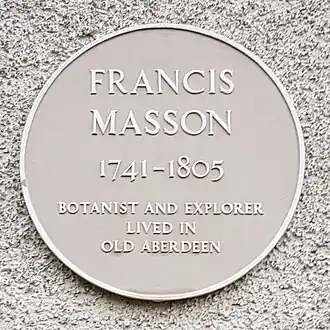 FRANCIS
MASSON
1741-1805
BOTANIST AND EXPLORER
LIVED IN
OLD ABERDEEN